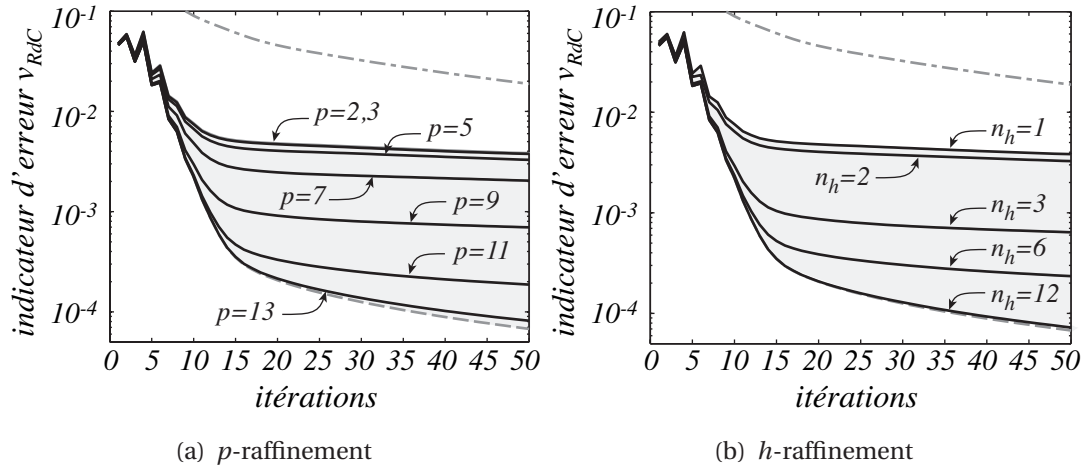 indicateur d'erreur ν_RdC
10^-1
10^-2
10^-3
10^-4
p=2,3
p=5
p=7
p=9
p=11
p=13
0 5 10 15 20 25 30 35 40 45 50
itérations
(a) p-raffinement
indicateur d'erreur ν_RdC
10^-1
10^-2
10^-3
10^-4
n_h=1
n_h=2
n_h=3
n_h=6
n_h=12
0 5 10 15 20 25 30 35 40 45 50
itérations
(b) h-raffinement